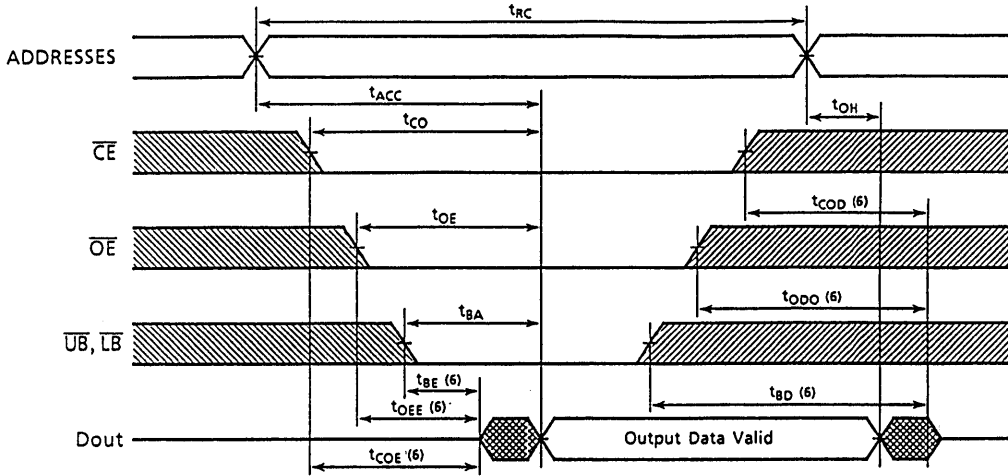 tRC
ADDRESSES
tACC
tCO
tOH
CE
tCOD (6)
tOE
OE
tODO (6)
tBA
UB, LB
tBE (6)
tBD (6)
tOEE (6)
Dout
Output Data Valid
tCOE (6)